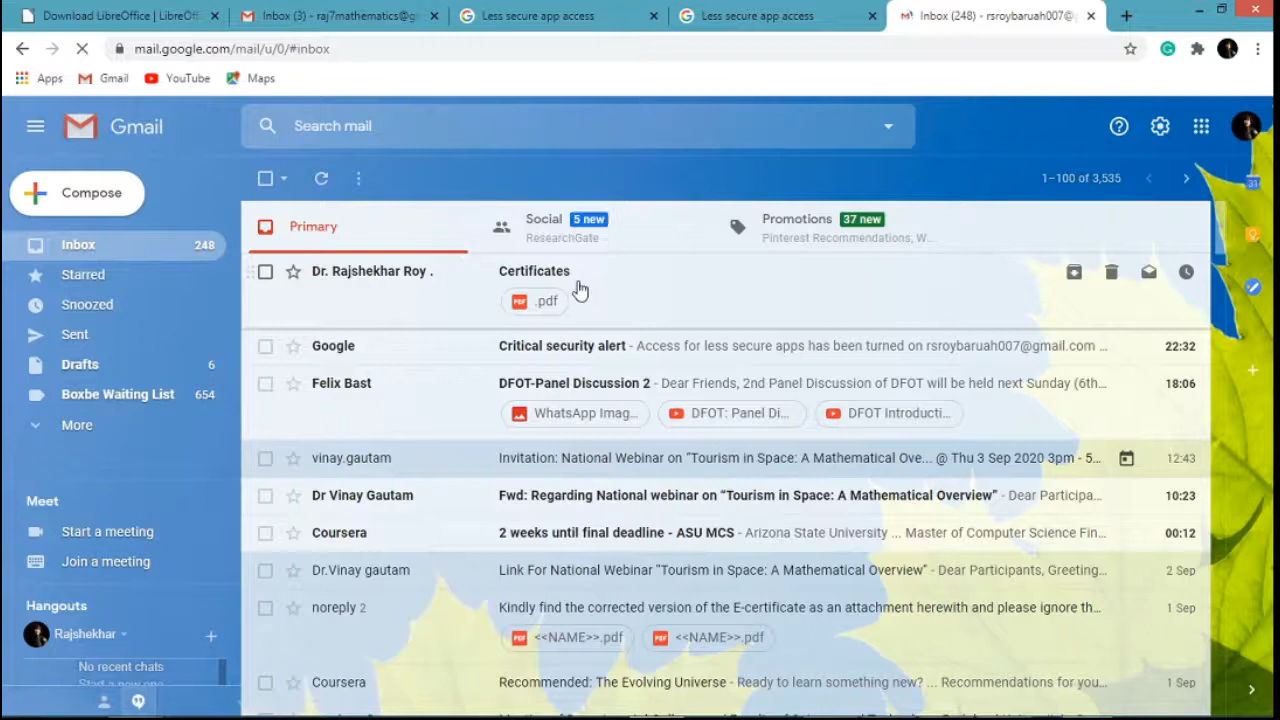 Download LibreOffice | LibreOff
Inbox (3) - raj7mathematics@g
Less secure app access
Less secure app access
Inbox (248) - rsroybaruah007@
mail.google.com/mail/u/0/#inbox
Apps
Gmail
YouTube
Maps
Gmail
Search mail
Compose
1–100 of 3,535
Primary
Social 5 new
ResearchGate
Promotions 37 new
Pinterest Recommendations, W...
Inbox 248
Starred
Snoozed
Sent
Drafts 6
Boxbe Waiting List 654
More
Meet
Start a meeting
Join a meeting
Hangouts
Rajshekhar
No recent chats
Start a new one
Dr. Rajshekhar Roy . Certificates
PDF .pdf
Google Critical security alert - Access for less secure apps has been turned on rsroybaruah007@gmail.com ... 22:32
Felix Bast DFOT-Panel Discussion 2 - Dear Friends, 2nd Panel Discussion of DFOT will be held next Sunday (6th... 18:06
WhatsApp Imag... DFOT: Panel Di... DFOT Introducti...
vinay.gautam Invitation: National Webinar on "Tourism in Space: A Mathematical Ove... @ Thu 3 Sep 2020 3pm - 5... 12:43
Dr Vinay Gautam Fwd: Regarding National webinar on “Tourism in Space: A Mathematical Overview” - Dear Participa... 10:23
Coursera 2 weeks until final deadline - ASU MCS - Arizona State University ... Master of Computer Science Fin... 00:12
Dr.Vinay gautam Link For National Webinar "Tourism in Space: A Mathematical Overview" - Dear Participants, Greeting... 2 Sep
noreply 2 Kindly find the corrected version of the E-certificate as an attachment herewith and please ignore th... 1 Sep
PDF <<NAME>>.pdf PDF <<NAME>>.pdf
Coursera Recommended: The Evolving Universe - Ready to learn something new? ... Recommendations for you... 1 Sep